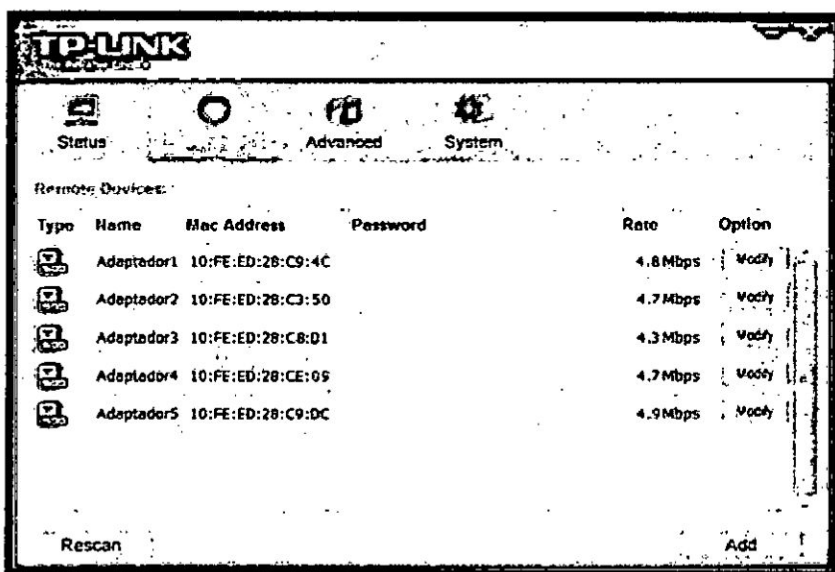 TP-LINK
Status Advanced System
Remote Devices:
Type Name Mac Address Password Rate Option
Adaptador1 10:FE:ED:28:C9:4C 4.8Mbps Modify
Adaptador2 10:FE:ED:28:C3:50 4.7Mbps Modify
Adaptador3 10:FE:ED:28:C8:D1 4.3Mbps Modify
Adaptador4 10:FE:ED:28:CE:09 4.7Mbps Modify
Adaptador5 10:FE:ED:28:C9:DC 4.9Mbps Modify
Rescan Add